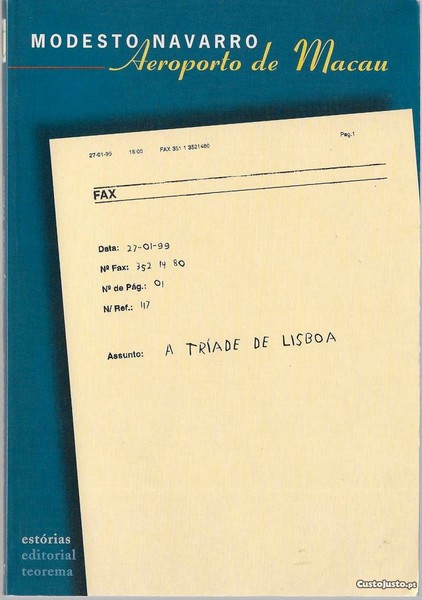 MODESTO NAVARRO
Aeroporto de Macau
27-01-99 18:00 FAX 351 1 3521480 Pag.1
FAX
Data: 27-01-99
Nº Fax: 352 14 80
Nº de Pág.: 01
N/ Ref.: 117
Assunto: A TRÍADE DE LISBOA
estórias
editorial
teorema
CustoJusto.pt